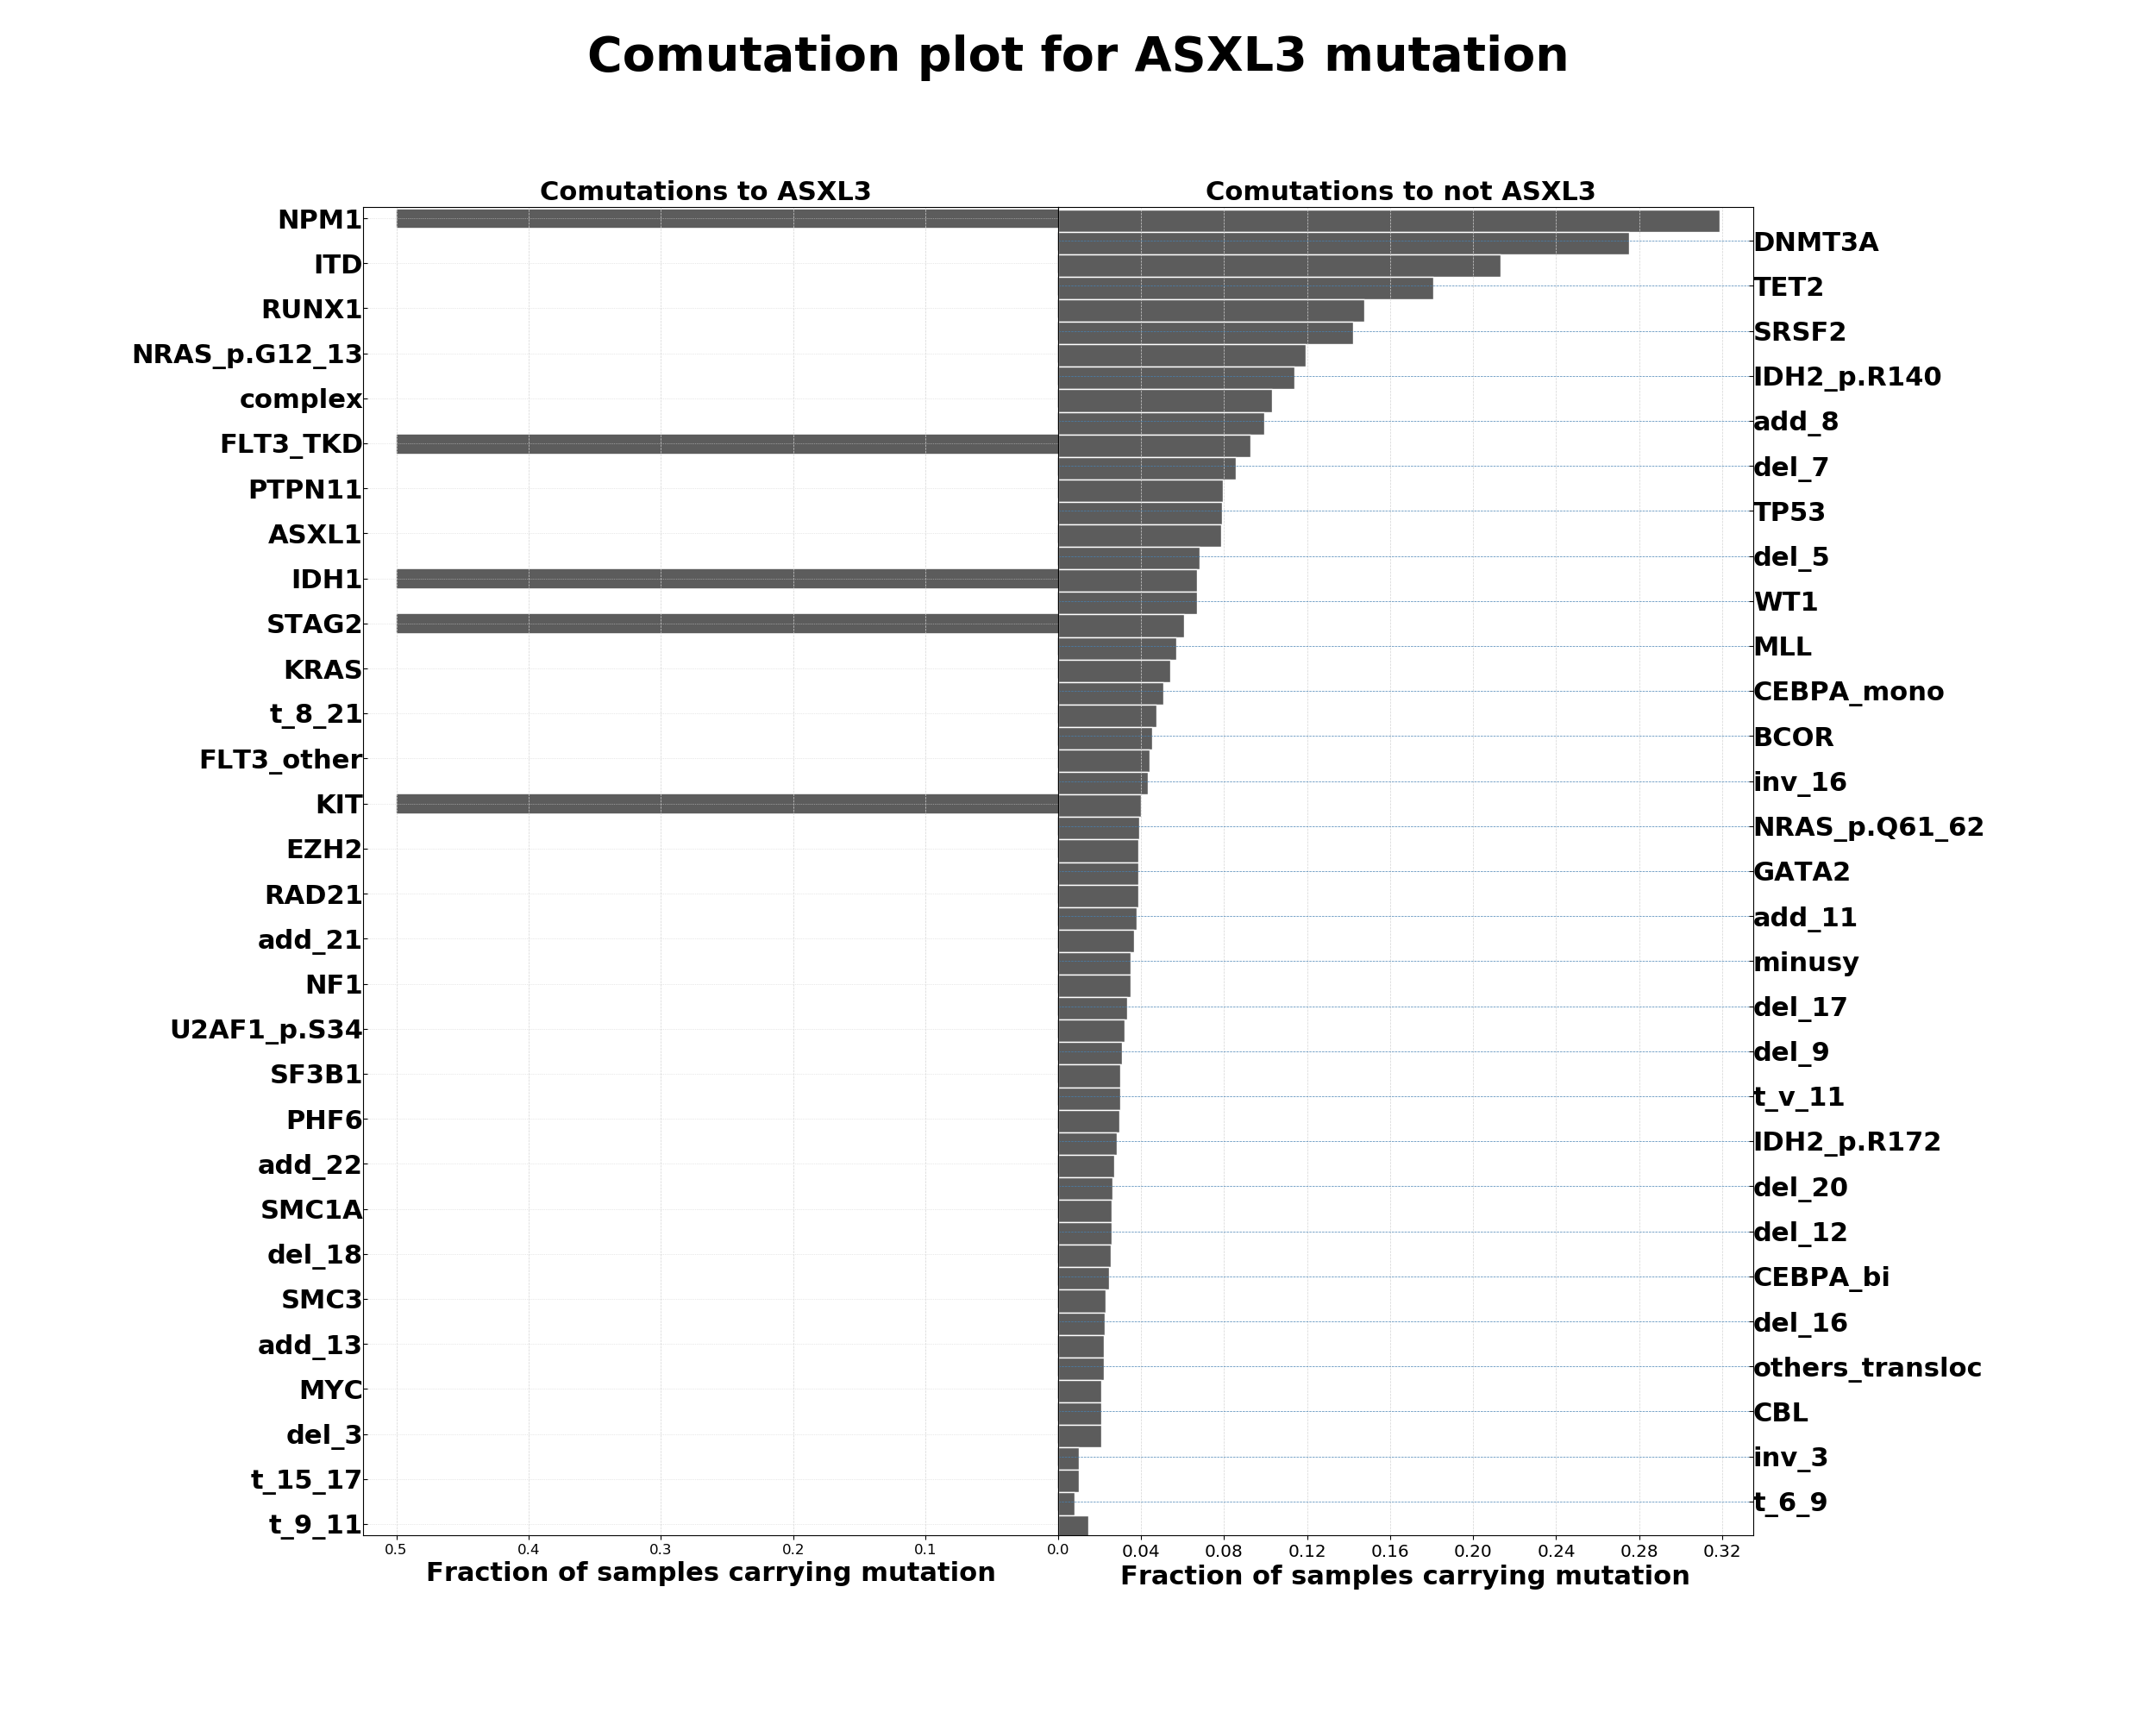 Comutation plot for ASXL3 mutation
Comutations to ASXL3
Comutations to not ASXL3
NPM1
DNMT3A
ITD
TET2
RUNX1
SRSF2
NRAS_p.G12_13
IDH2_p.R140
complex
add_8
FLT3_TKD
del_7
PTPN11
TP53
ASXL1
del_5
IDH1
WT1
STAG2
MLL
KRAS
CEBPA_mono
t_8_21
BCOR
FLT3_other
inv_16
KIT
NRAS_p.Q61_62
EZH2
GATA2
RAD21
add_11
add_21
minusy
NF1
del_17
U2AF1_p.S34
del_9
SF3B1
t_v_11
PHF6
IDH2_p.R172
add_22
del_20
SMC1A
del_12
del_18
CEBPA_bi
SMC3
del_16
add_13
others_transloc
MYC
CBL
del_3
inv_3
t_15_17
t_6_9
t_9_11
0.5 0.4 0.3 0.2 0.1 0.0 0.04 0.08 0.12 0.16 0.20 0.24 0.28 0.32
Fraction of samples carrying mutation
Fraction of samples carrying mutation